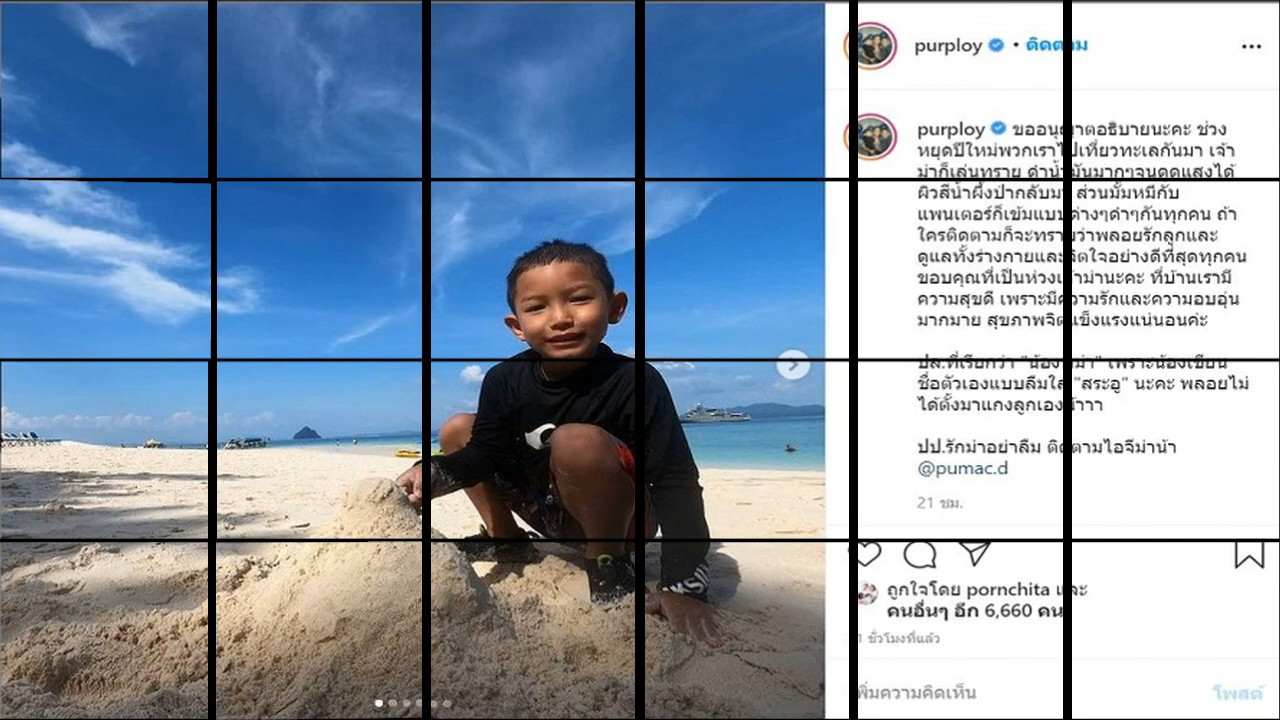 purploy • ติดตาม
purploy ขออนุญาตอธิบายนะคะ ช่วง
หยุดปีใหม่พวกเราไปเที่ยวทะเลกันมา เจ้า
ม่าก็เล่นทราย ดำน้ำมันมากๆจนดูดแสงได้
ผิวสีน้ำผึ้งป่ากลับมา ส่วนมั้มหมีกับ
แพนเตอร์ก็เข้มแบบต่างๆดำๆกันทุกคน ถ้า
ใครติดตามก็จะทราบว่าพลอยรักลูกและ
ดูแลทั้งร่างกายและจิตใจอย่างดีที่สุดทุกคน
ขอบคุณที่เป็นห่วงเจ้าม่านะคะ ที่บ้านเรามี
ความสุขดี เพราะมีความรักและความอบอุ่น
มากมาย สุขภาพจิตแข็งแรงแน่นอนค่ะ
ปล.ที่เรียกว่า "น้องภูม่า" เพราะน้องเขียน
ชื่อตัวเองแบบลืมใส่ "สระอู" นะคะ พลอยไม่
ได้ตั้งมาแกงลูกเองน้าาา
ปป.รักม่าอย่าลืม ติดตามไอจีม่าน้า
@pumac.d
21 ชม.
ถูกใจโดย pornchita และ
คนอื่นๆ อีก 6,660 คน
ชั่วโมงที่แล้ว
เพิ่มความคิดเห็น
โพสต์